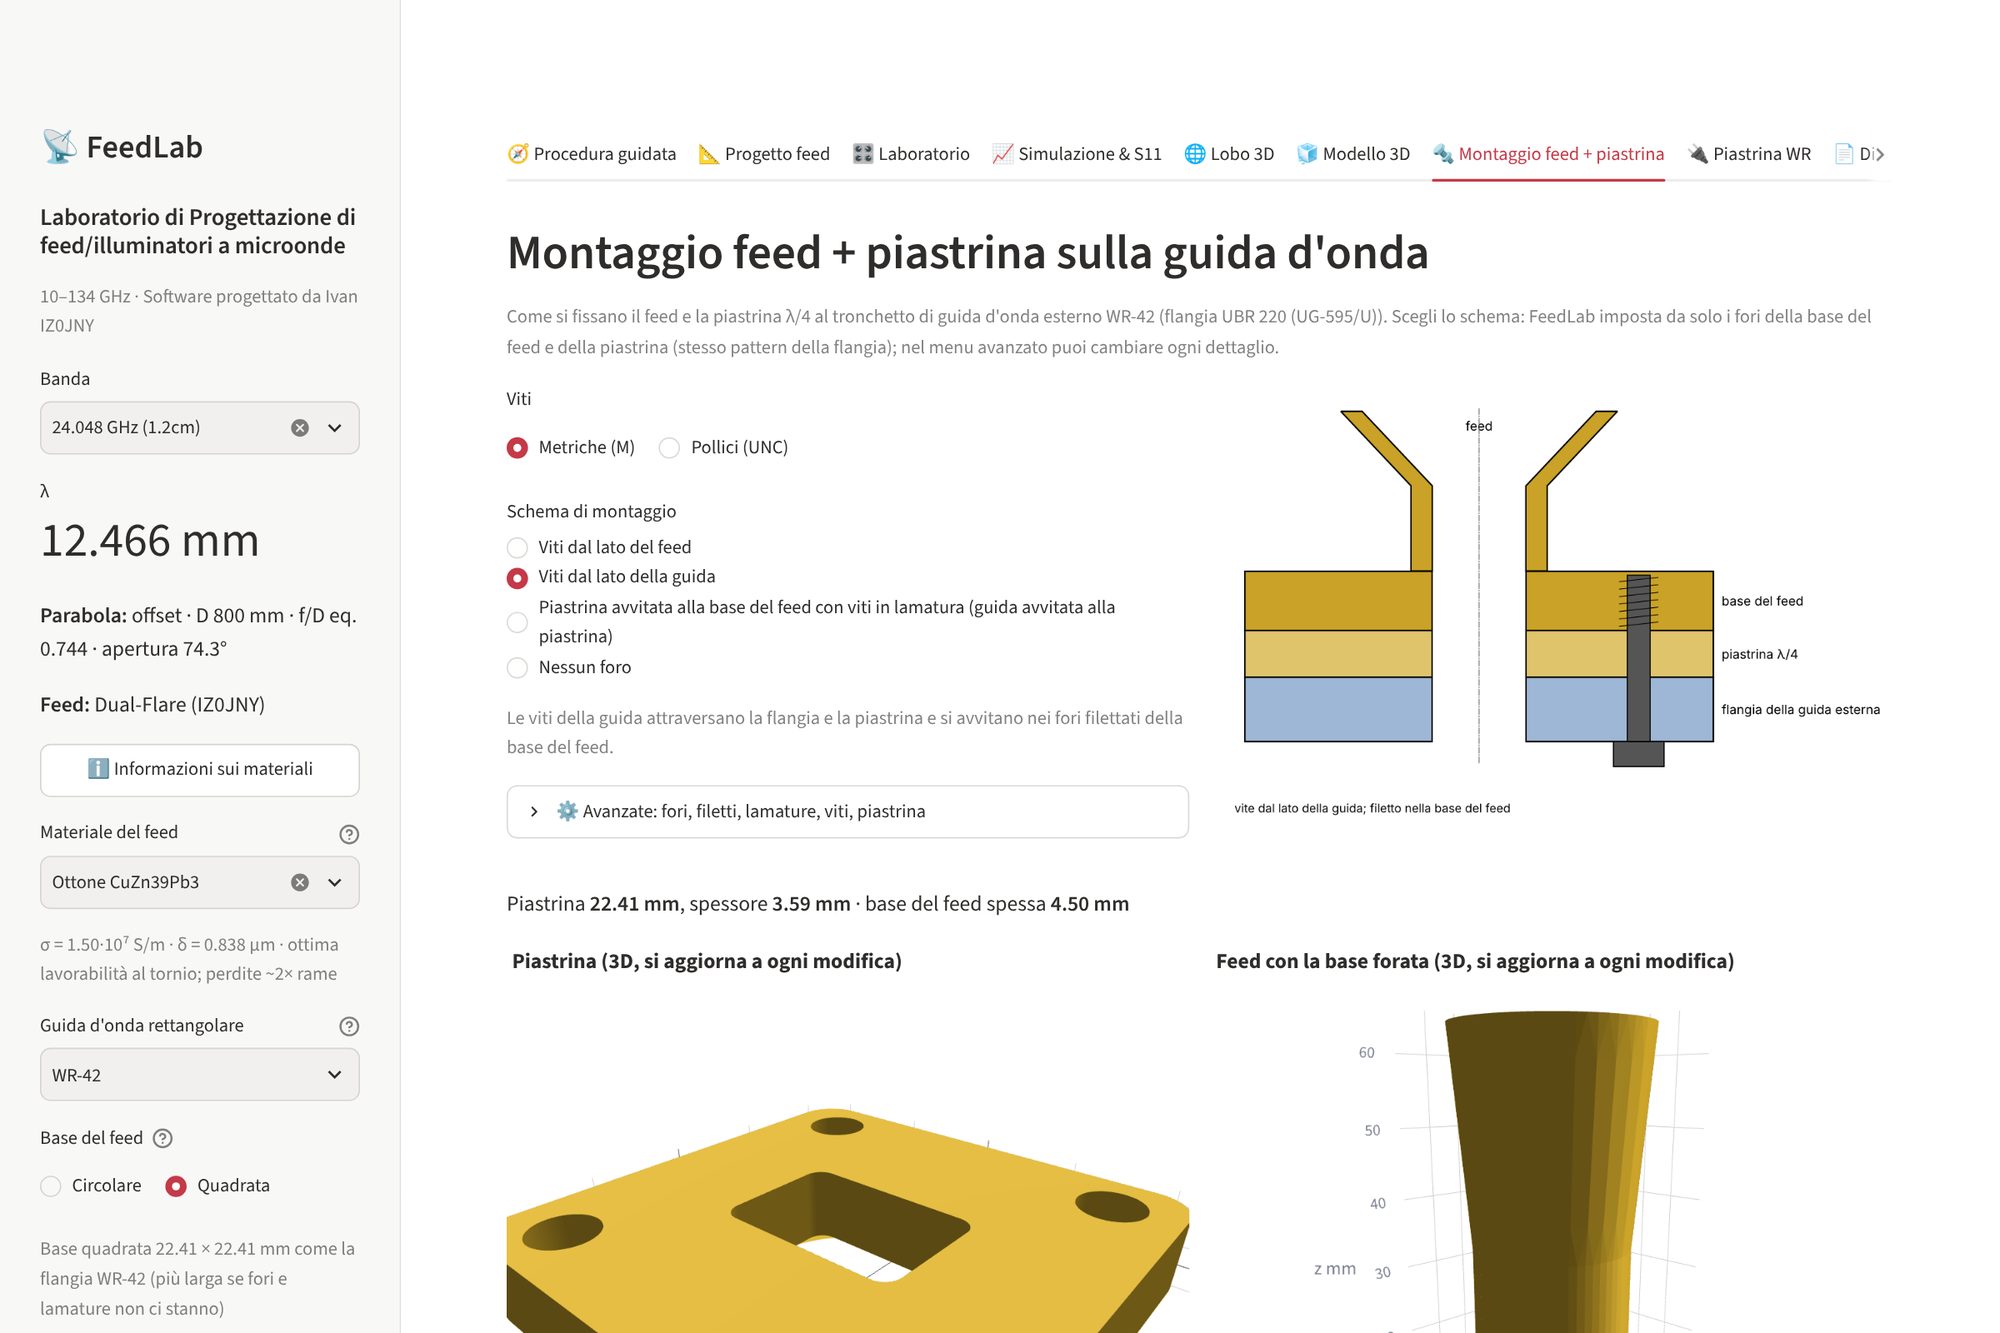 FeedLab
Laboratorio di Progettazione di
feed/illuminatori a microonde
10–134 GHz · Software progettato da Ivan
IZ0JNY
Banda
24.048 GHz (1.2cm)
λ
12.466 mm
Parabola: offset · D 800 mm · f/D eq.
0.744 · apertura 74.3°
Feed: Dual-Flare (IZ0JNY)
Informazioni sui materiali
Materiale del feed
Ottone CuZn39Pb3
σ = 1.50·10⁷ S/m · δ = 0.838 µm · ottima
lavorabilità al tornio; perdite ~2× rame
Guida d'onda rettangolare
WR-42
Base del feed
Circolare
Quadrata
Base quadrata 22.41 × 22.41 mm come la
flangia WR-42 (più larga se fori e
lamature non ci stanno)
Procedura guidata
Progetto feed
Laboratorio
Simulazione & S11
Lobo 3D
Modello 3D
Montaggio feed + piastrina
Piastrina WR
Montaggio feed + piastrina sulla guida d'onda
Come si fissano il feed e la piastrina λ/4 al tronchetto di guida d'onda esterno WR-42 (flangia UBR 220 (UG-595/U)). Scegli lo schema: FeedLab imposta da solo i fori della base del
feed e della piastrina (stesso pattern della flangia); nel menu avanzato puoi cambiare ogni dettaglio.
Viti
Metriche (M)
Pollici (UNC)
Schema di montaggio
Viti dal lato del feed
Viti dal lato della guida
Piastrina avvitata alla base del feed con viti in lamatura (guida avvitata alla
piastrina)
Nessun foro
Le viti della guida attraversano la flangia e la piastrina e si avvitano nei fori filettati della
base del feed.
Avanzate: fori, filetti, lamature, viti, piastrina
feed
base del feed
piastrina λ/4
flangia della guida esterna
vite dal lato della guida; filetto nella base del feed
Piastrina 22.41 mm, spessore 3.59 mm · base del feed spessa 4.50 mm
Piastrina (3D, si aggiorna a ogni modifica)
Feed con la base forata (3D, si aggiorna a ogni modifica)
60
50
40
z mm
30